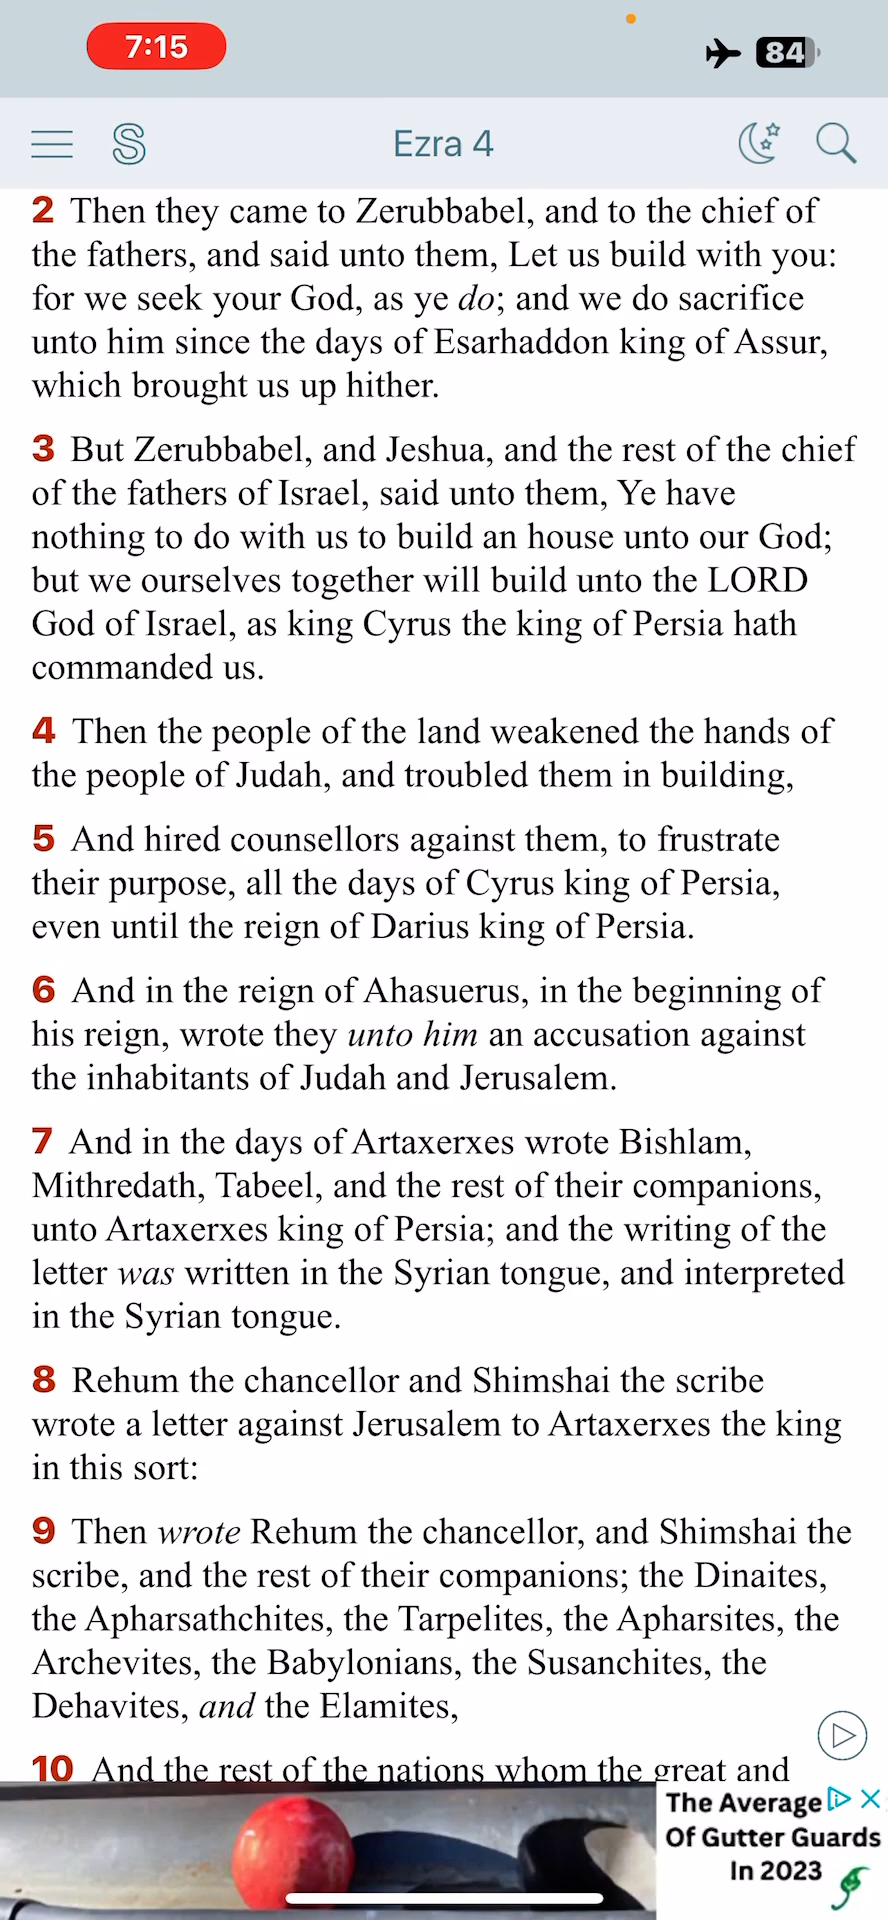 7:15
84
S
Ezra 4
2 Then they came to Zerubbabel, and to the chief of
the fathers, and said unto them, Let us build with you:
for we seek your God, as ye do; and we do sacrifice
unto him since the days of Esarhaddon king of Assur,
which brought us up hither.
3 But Zerubbabel, and Jeshua, and the rest of the chief
of the fathers of Israel, said unto them, Ye have
nothing to do with us to build an house unto our God;
but we ourselves together will build unto the LORD
God of Israel, as king Cyrus the king of Persia hath
commanded us.
4 Then the people of the land weakened the hands of
the people of Judah, and troubled them in building,
5 And hired counsellors against them, to frustrate
their purpose, all the days of Cyrus king of Persia,
even until the reign of Darius king of Persia.
6 And in the reign of Ahasuerus, in the beginning of
his reign, wrote they unto him an accusation against
the inhabitants of Judah and Jerusalem.
7 And in the days of Artaxerxes wrote Bishlam,
Mithredath, Tabeel, and the rest of their companions,
unto Artaxerxes king of Persia; and the writing of the
letter was written in the Syrian tongue, and interpreted
in the Syrian tongue.
8 Rehum the chancellor and Shimshai the scribe
wrote a letter against Jerusalem to Artaxerxes the king
in this sort:
9 Then wrote Rehum the chancellor, and Shimshai the
scribe, and the rest of their companions; the Dinaites,
the Apharsathchites, the Tarpelites, the Apharsites, the
Archevites, the Babylonians, the Susanchites, the
Dehavites, and the Elamites,
10 And the rest of the nations whom the great and
The Average
Of Gutter Guards
In 2023